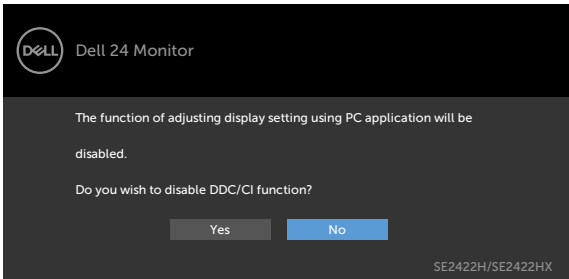 DELL
Dell 24 Monitor
The function of adjusting display setting using PC application will be
disabled.
Do you wish to disable DDC/CI function?
Yes
No
SE2422H/SE2422HX